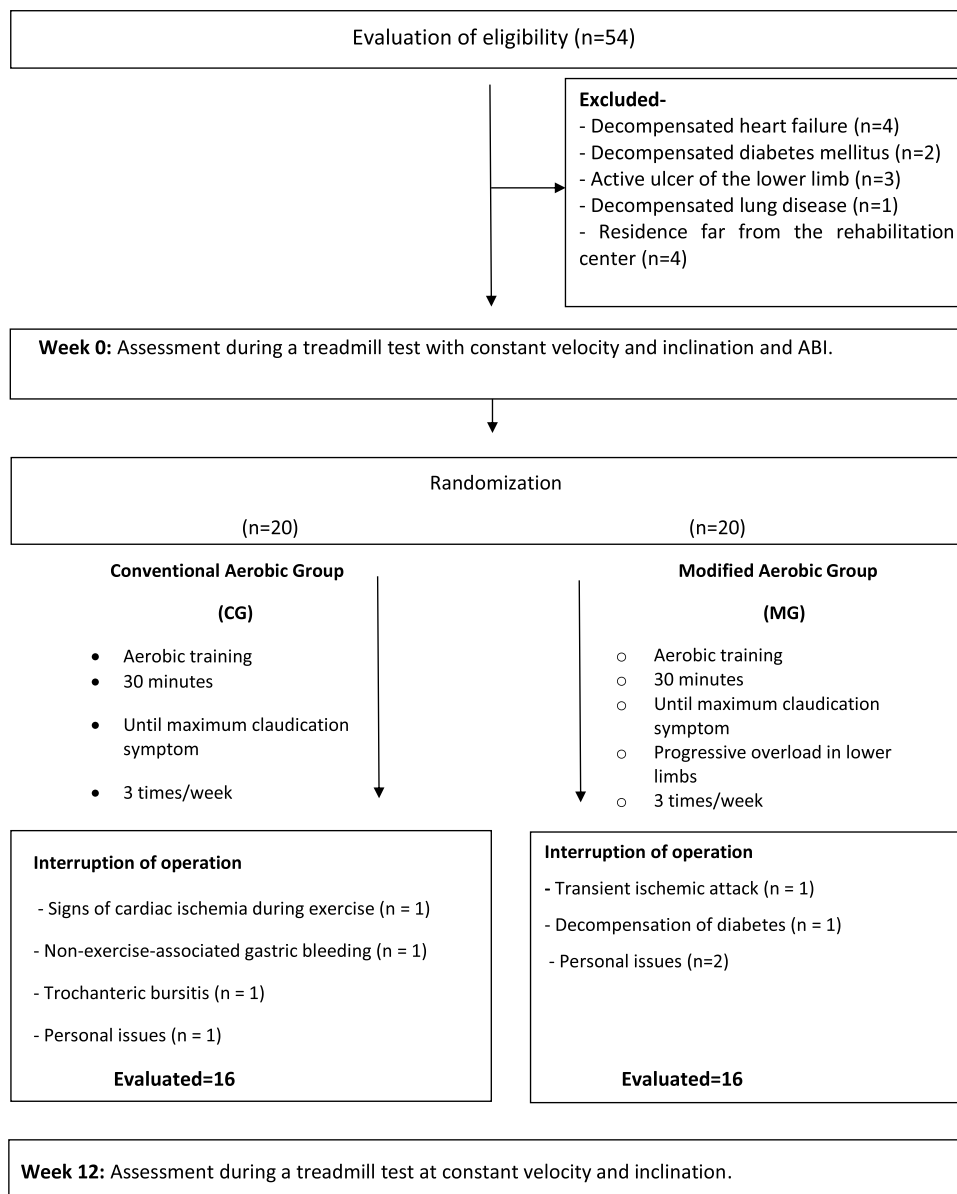 Evaluation of eligibility (n=54)
Excluded-
- Decompensated heart failure (n=4)
- Decompensated diabetes mellitus (n=2)
- Active ulcer of the lower limb (n=3)
- Decompensated lung disease (n=1)
- Residence far from the rehabilitation
center (n=4)
Week 0: Assessment during a treadmill test with constant velocity and inclination and ABI.
Randomization
(n=20) (n=20)
Conventional Aerobic Group
(CG)
• Aerobic training
• 30 minutes
• Until maximum claudication
symptom
• 3 times/week
Modified Aerobic Group
(MG)
○ Aerobic training
○ 30 minutes
○ Until maximum claudication
symptom
○ Progressive overload in lower
limbs
○ 3 times/week
Interruption of operation
- Signs of cardiac ischemia during exercise (n = 1)
- Non-exercise-associated gastric bleeding (n = 1)
- Trochanteric bursitis (n = 1)
- Personal issues (n = 1)
Evaluated=16
Interruption of operation
- Transient ischemic attack (n = 1)
- Decompensation of diabetes (n = 1)
- Personal issues (n=2)
Evaluated=16
Week 12: Assessment during a treadmill test at constant velocity and inclination.